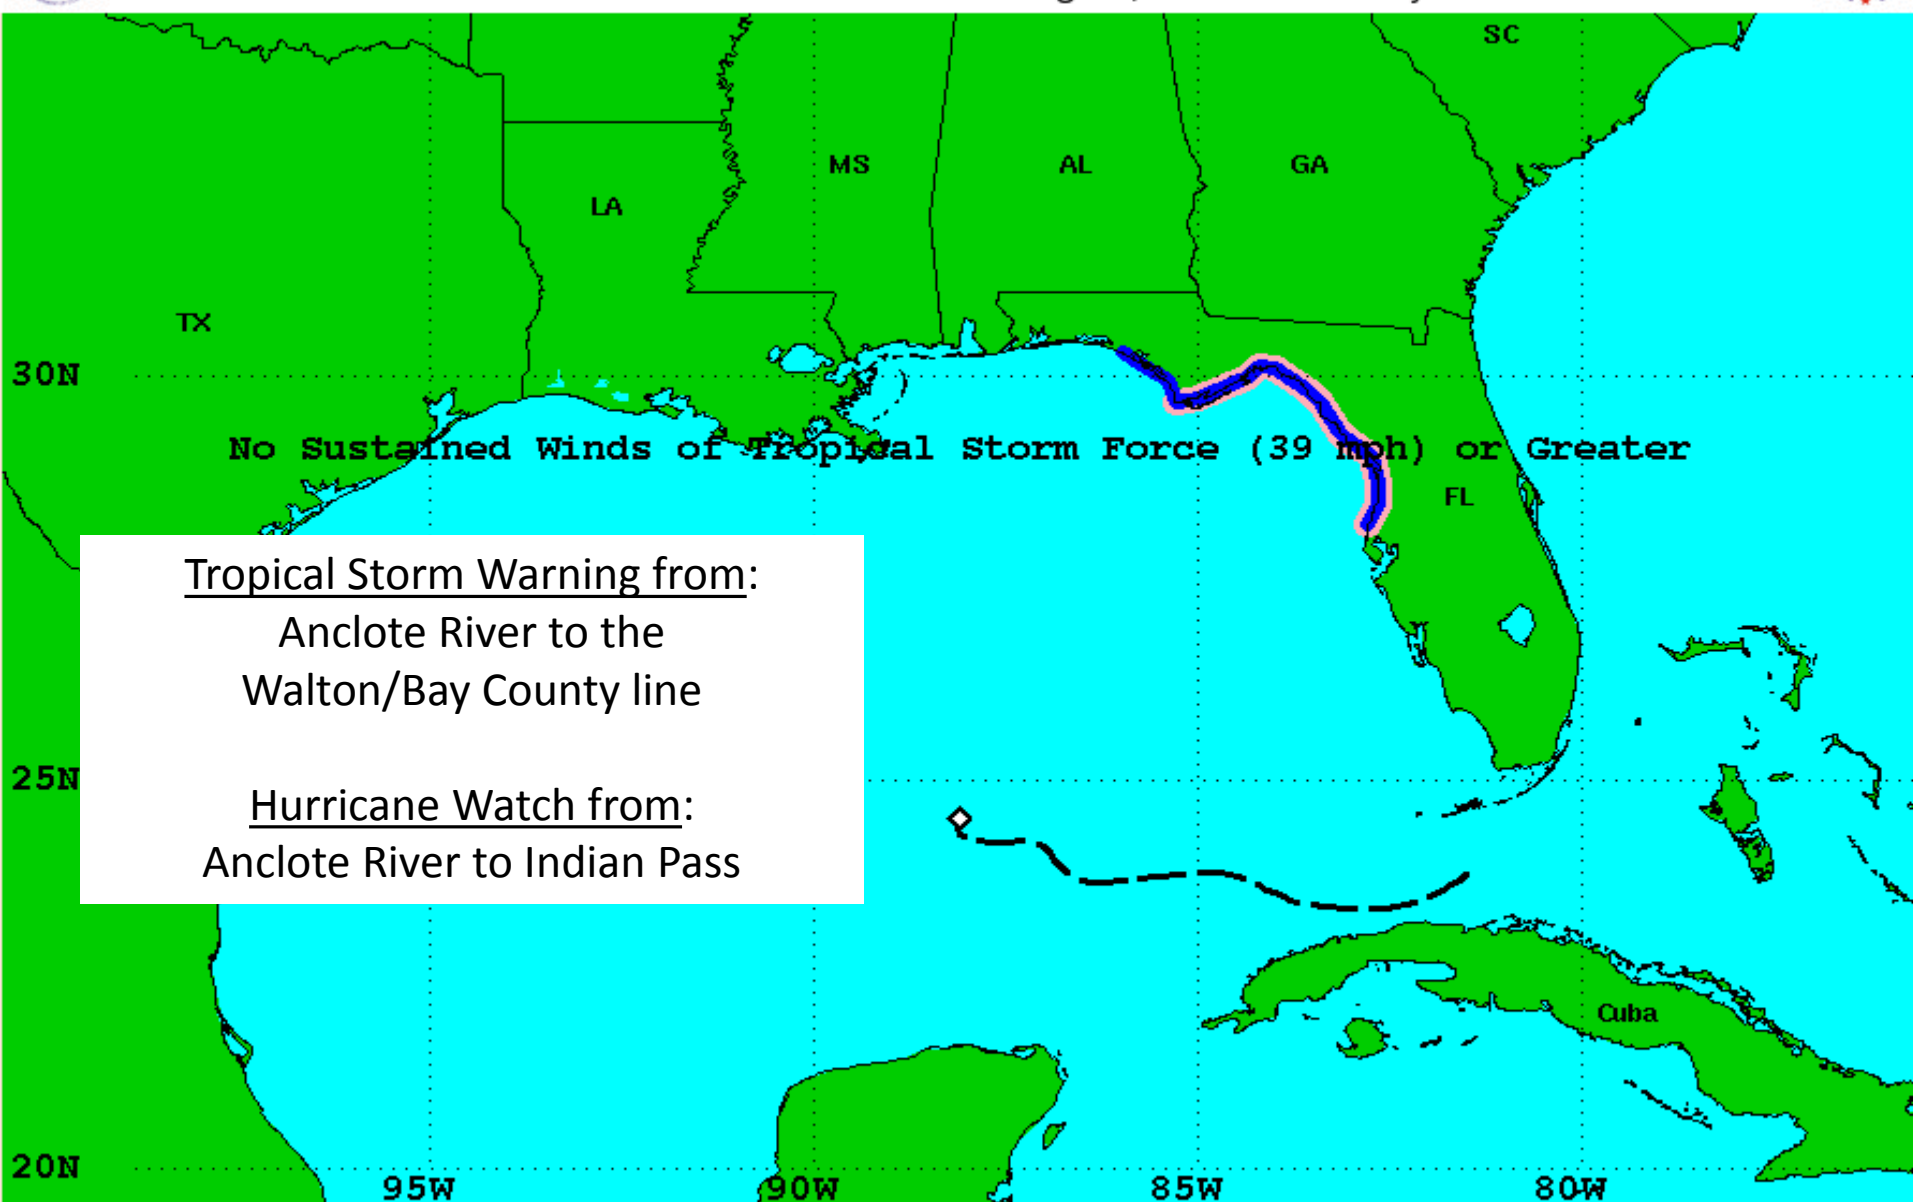 SC
MS
AL
GA
LA
TX
30N
No Sustained Winds of Tropical Storm Force (39 mph) or Greater
FL
Tropical Storm Warning from:
Anclote River to the
Walton/Bay County line
25N
Hurricane Watch from:
Anclote River to Indian Pass
Cuba
20N
95W
90W
85W
80W